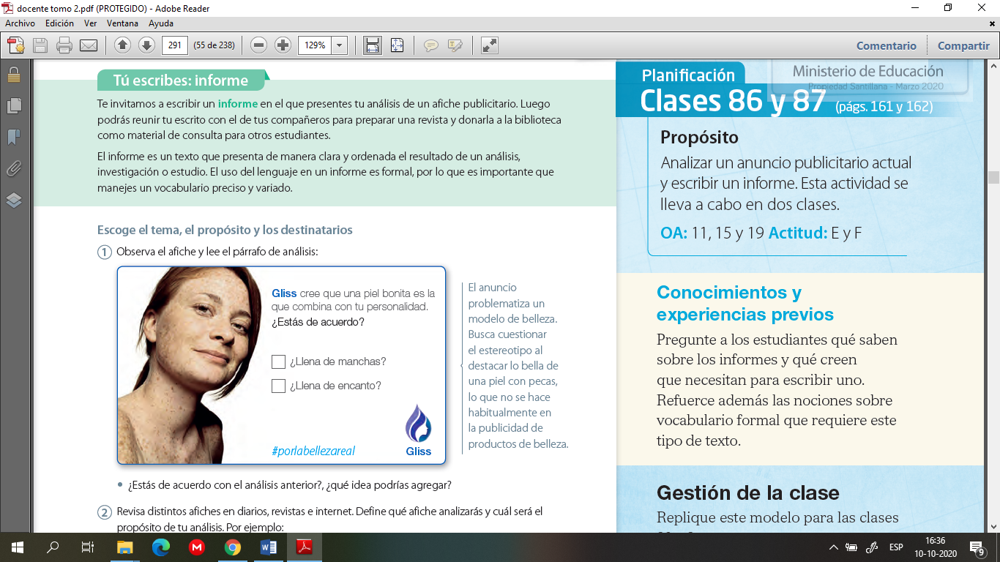 docente tomo 2.pdf (PROTEGIDO) - Adobe Reader
Archivo Edición Ver Ventana Ayuda
291 (55 de 238) 129% Comentario Compartir
Tú escribes: informe
Te invitamos a escribir un informe en el que presentes tu análisis de un afiche publicitario. Luego
podrás reunir tu escrito con el de tus compañeros para preparar una revista y donarla a la biblioteca
como material de consulta para otros estudiantes.
El informe es un texto que presenta de manera clara y ordenada el resultado de un análisis,
investigación o estudio. El uso del lenguaje en un informe es formal, por lo que es importante que
manejes un vocabulario preciso y variado.
Escoge el tema, el propósito y los destinatarios
1 Observa el afiche y lee el párrafo de análisis:
Gliss cree que una piel bonita es la
que combina con tu personalidad.
¿Estás de acuerdo?
¿Llena de manchas?
¿Llena de encanto?
#porlabellezareal
Gliss
El anuncio
problematiza un
modelo de belleza.
Busca cuestionar
el estereotipo al
destacar lo bella de
una piel con pecas,
lo que no se hace
habitualmente en
la publicidad de
productos de belleza.
• ¿Estás de acuerdo con el análisis anterior?, ¿qué idea podrías agregar?
2 Revisa distintos afiches en diarios, revistas e internet. Define qué afiche analizarás y cuál será el
propósito de tu análisis. Por ejemplo:
Planificación
Ministerio de Educación
Propiedad Santillana - Marzo 2020
Clases 86 y 87 (págs. 161 y 162)
Propósito
Analizar un anuncio publicitario actual
y escribir un informe. Esta actividad se
lleva a cabo en dos clases.
OA: 11, 15 y 19 Actitud: E y F
Conocimientos y
experiencias previos
Pregunte a los estudiantes qué saben
sobre los informes y qué creen
que necesitan para escribir uno.
Refuerce además las nociones sobre
vocabulario formal que requiere este
tipo de texto.
Gestión de la clase
Replique este modelo para las clases
ESP
16:36
10-10-2020
9